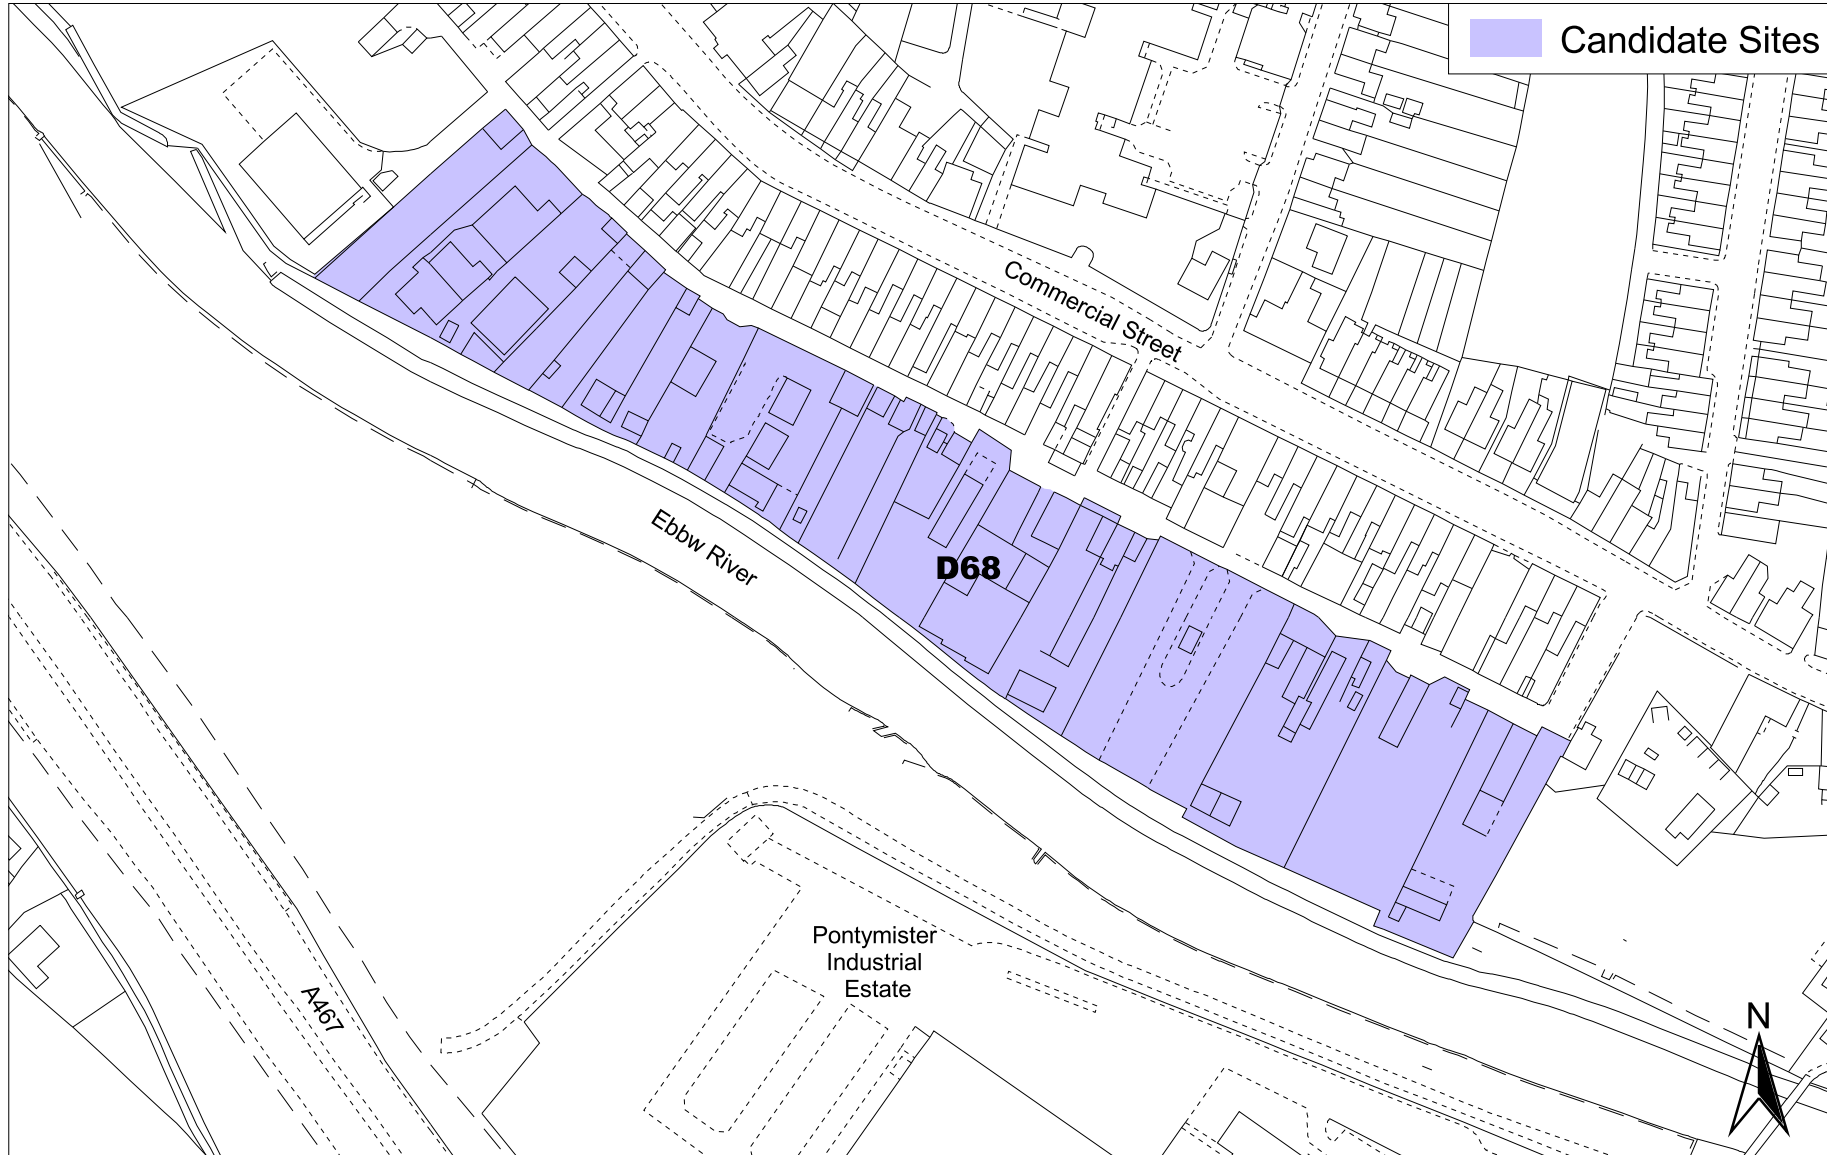 Candidate Sites
Commercial Street
Ebbw River
D68
Pontymister
Industrial
Estate
A467
N